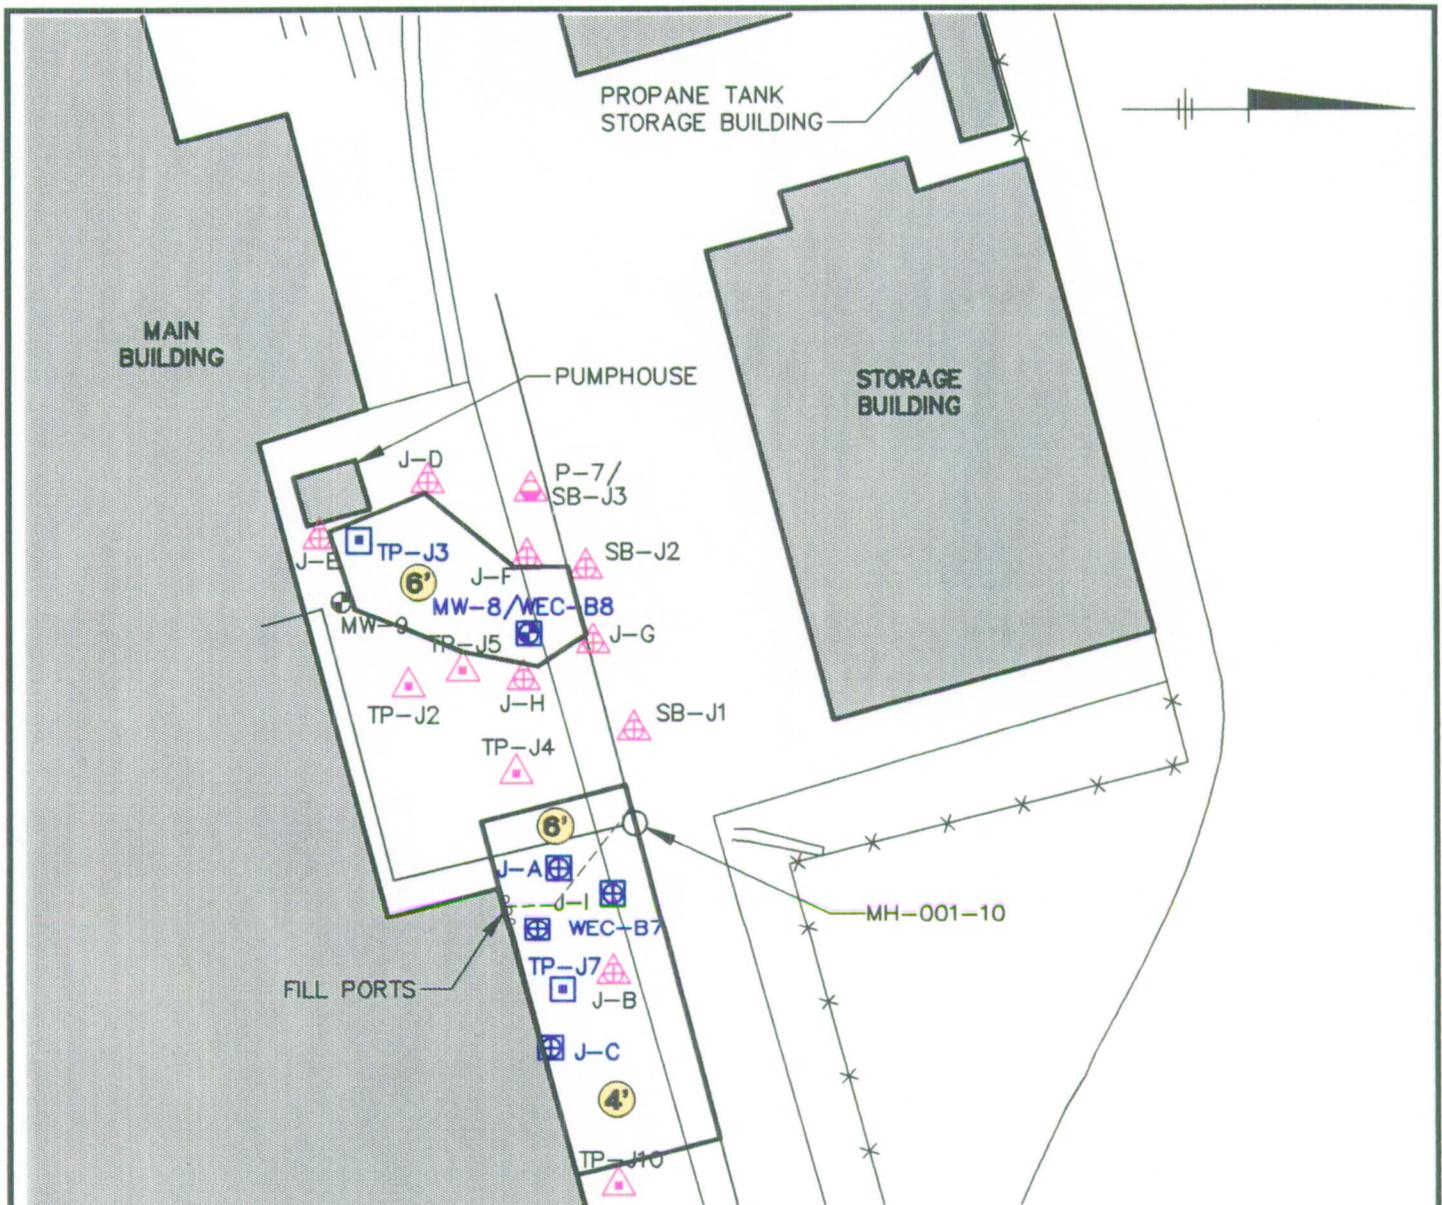 PROPANE TANK
STORAGE BUILDING
MAIN
BUILDING
STORAGE
BUILDING
PUMPHOUSE
J-D
P-7/
SB-J3
J-E
TP-J3
J-F
SB-J2
6'
MW-8/WEC-B8
MW-9
TP-J5
J-G
TP-J2
J-H
SB-J1
TP-J4
6'
J-A
J-I
MH-001-10
WEC-B7
TP-J7
FILL PORTS
J-B
J-C
4'
TP-J10